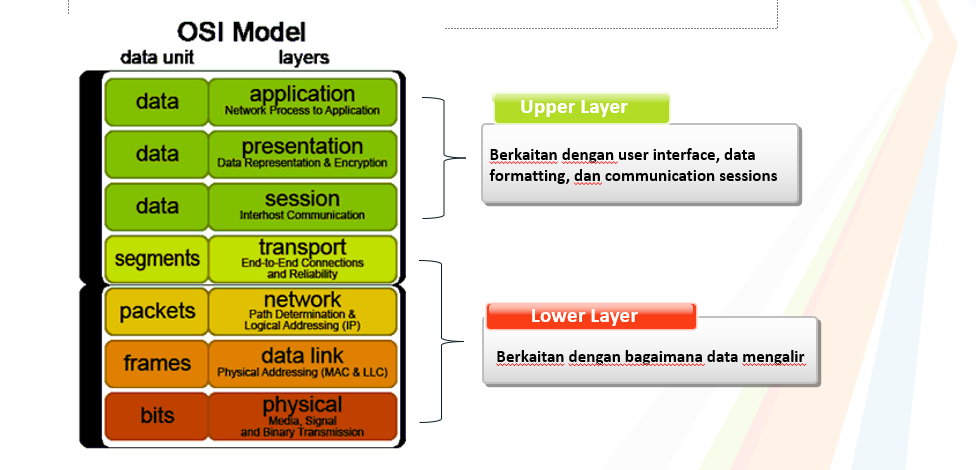 OSI Model
data unit
layers
data
application
Network Process to Application
data
presentation
Data Representation & Encryption
data
session
Interhost Communication
segments
transport
End-to-End Connections
and Reliability
packets
network
Path Determination &
Logical Addressing (IP)
frames
data link
Physical Addressing (MAC & LLC)
bits
physical
Media, Signal
and Binary Transmission
Upper Layer
Berkaitan dengan user interface, data
formatting, dan communication sessions
Lower Layer
Berkaitan dengan bagaimana data mengalir